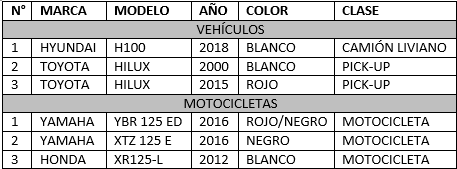 N° MARCA MODELO AÑO COLOR CLASE
VEHÍCULOS
1 HYUNDAI H100 2018 BLANCO CAMIÓN LIVIANO
2 TOYOTA HILUX 2000 BLANCO PICK-UP
3 TOYOTA HILUX 2015 ROJO PICK-UP
MOTOCICLETAS
1 YAMAHA YBR 125 ED 2016 ROJO/NEGRO MOTOCICLETA
2 YAMAHA XTZ 125 E 2016 NEGRO MOTOCICLETA
3 HONDA XR125-L 2012 BLANCO MOTOCICLETA